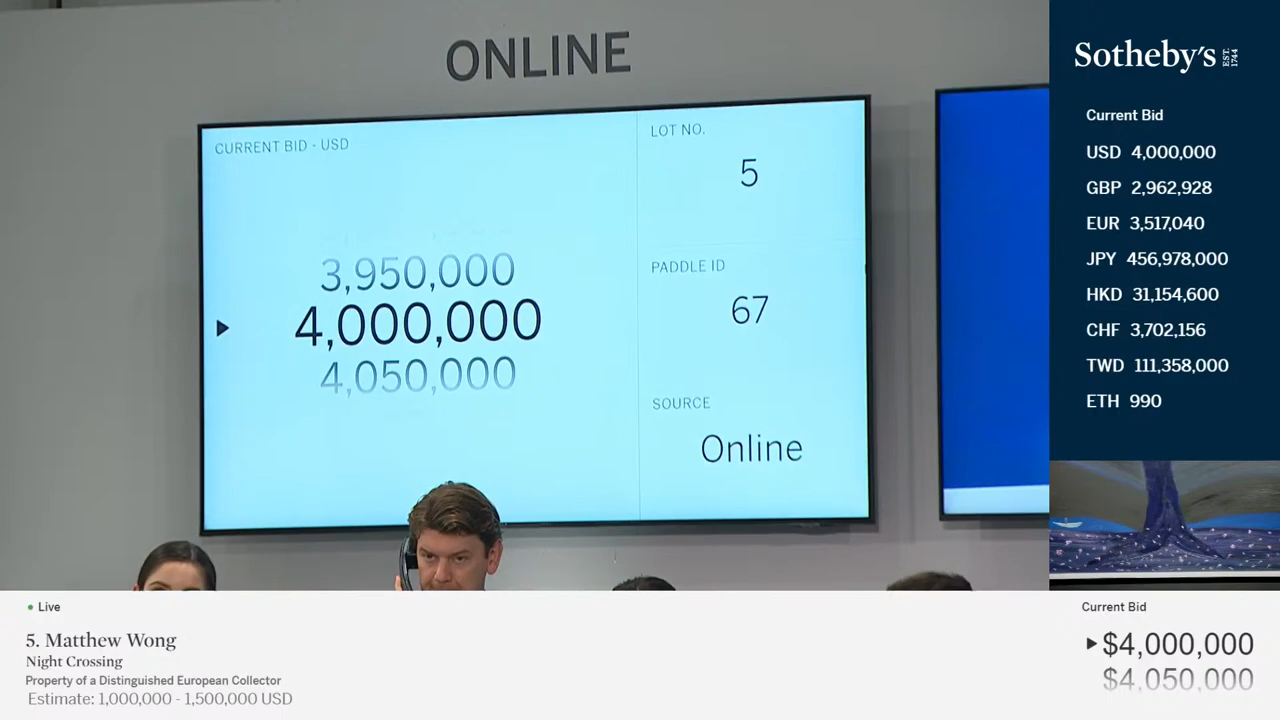 ONLINE
CURRENT BID - USD
3,950,000
4,000,000
4,050,000
LOT NO.
5
PADDLE ID
67
SOURCE
Online
Sotheby's EST. 1744
Current Bid
USD 4,000,000
GBP 2,962,928
EUR 3,517,040
JPY 456,978,000
HKD 31,154,600
CHF 3,702,156
TWD 111,358,000
ETH 990
Live
5. Matthew Wong
Night Crossing
Property of a Distinguished European Collector
Estimate: 1,000,000 - 1,500,000 USD
Current Bid
$4,000,000
$4,050,000